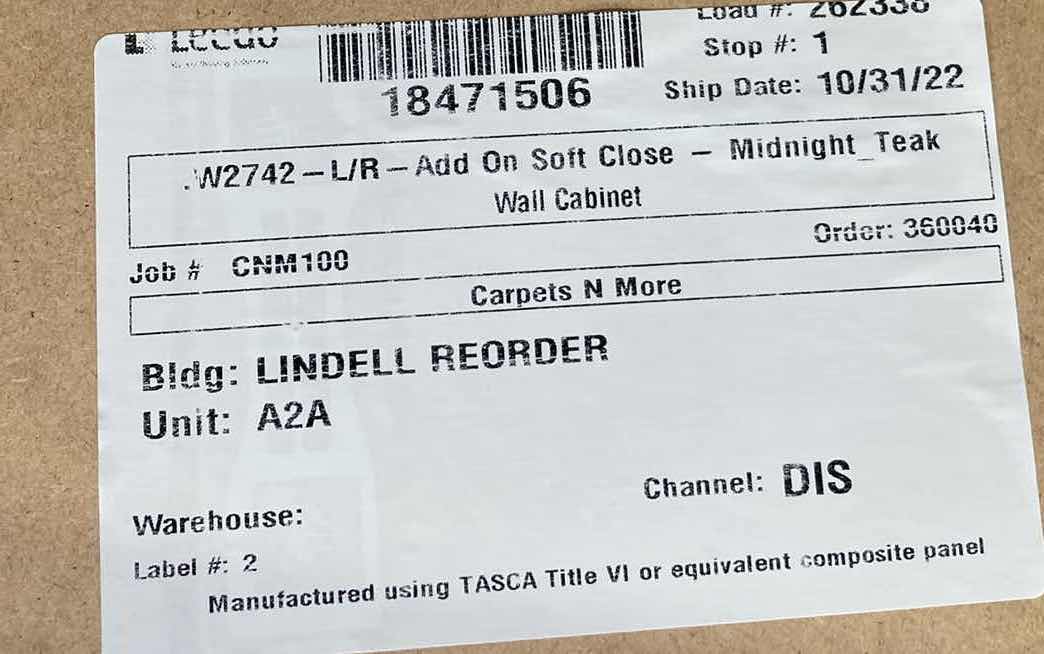 Load #: 262338
Stop #: 1
18471506
Ship Date: 10/31/22
.W2742-L/R-Add On Soft Close - Midnight_Teak
Wall Cabinet
Order: 360040
Job # CNM100
Carpets N More
Bldg: LINDELL REORDER
Unit: A2A
Channel: DIS
Warehouse:
Label #: 2
Manufactured using TASCA Title VI or equivalent composite panel